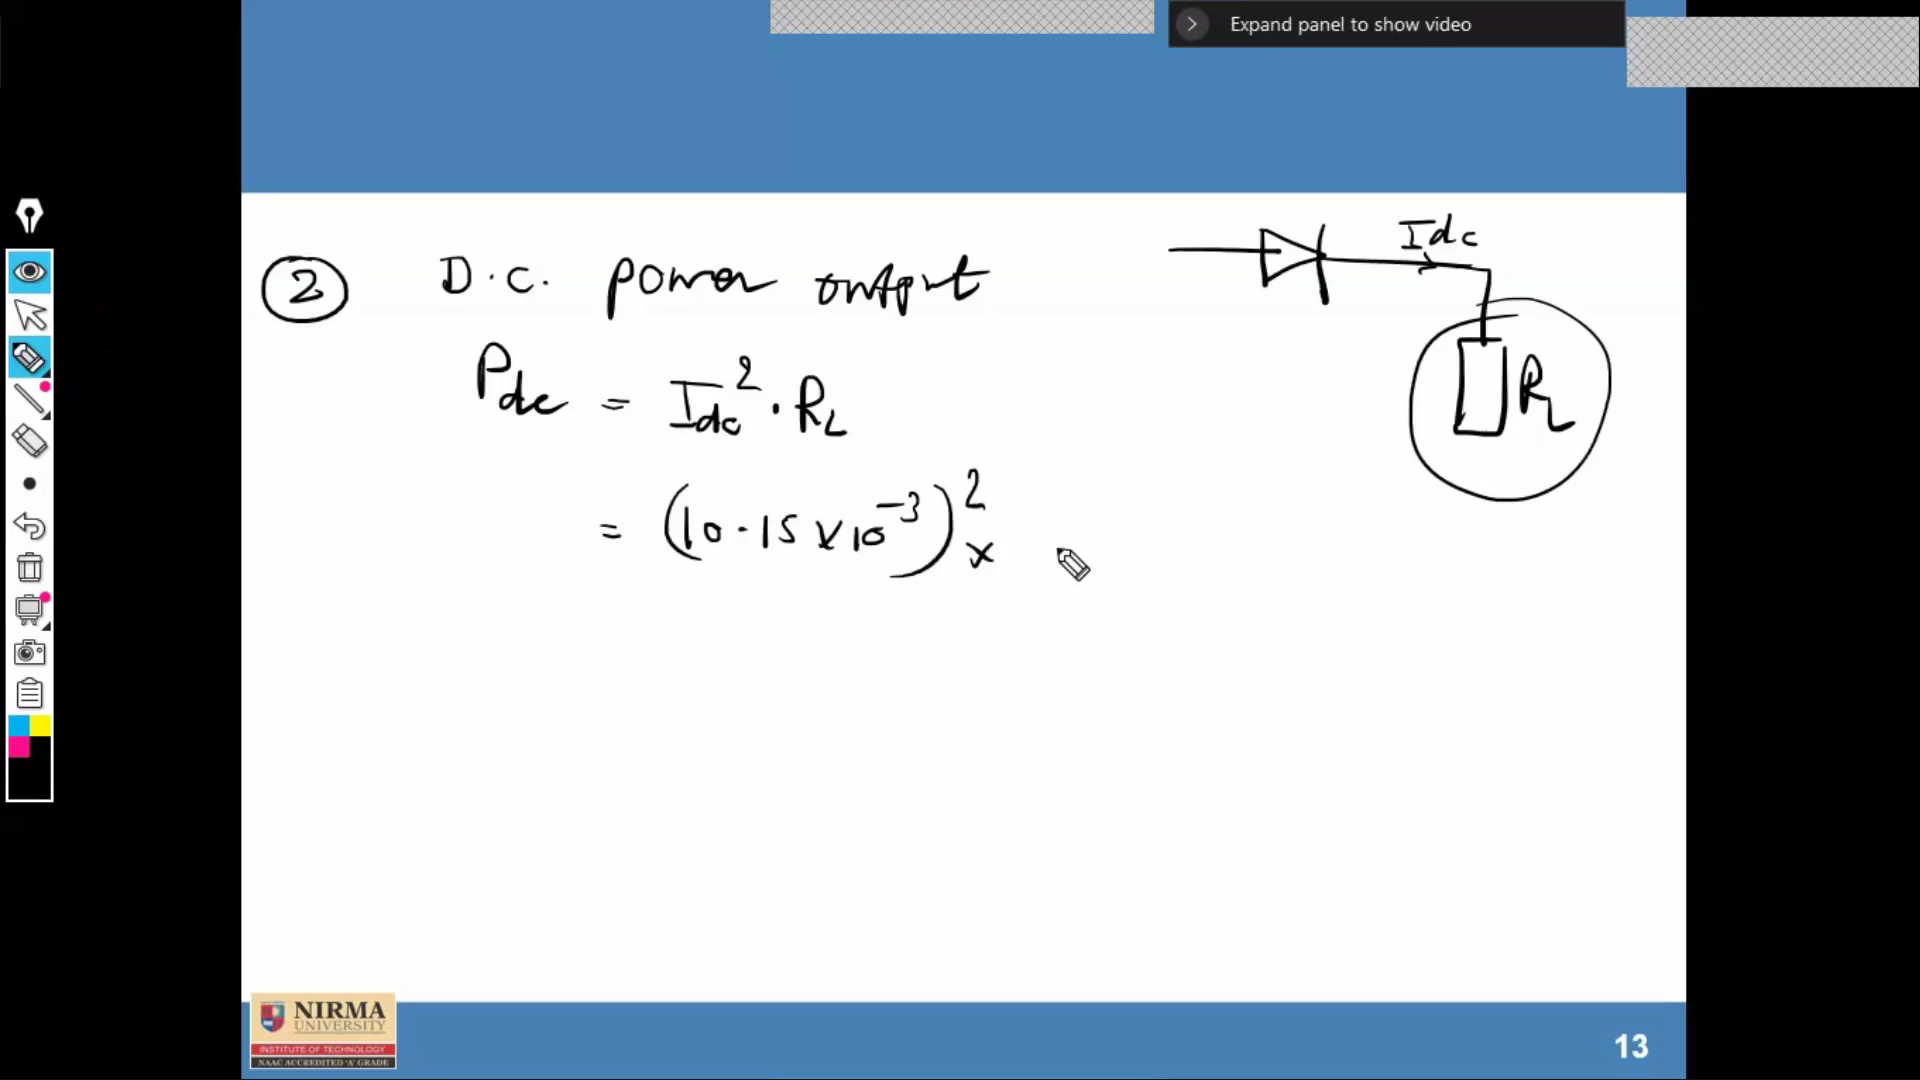 Expand panel to show video
② D.C. power output
Idc
Pdc = Idc² · RL
RL
= (10.15 x 10⁻³)² x
NIRMA
UNIVERSITY
INSTITUTE OF TECHNOLOGY
NAAC ACCREDITED 'A' GRADE
13